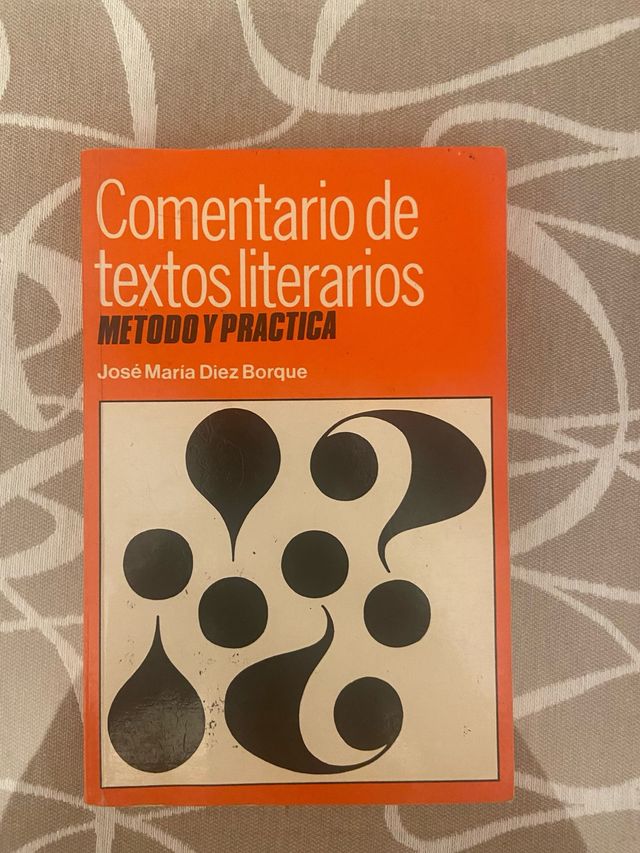 Comentario de
textos literarios
METODO Y PRACTICA
José María Diez Borque